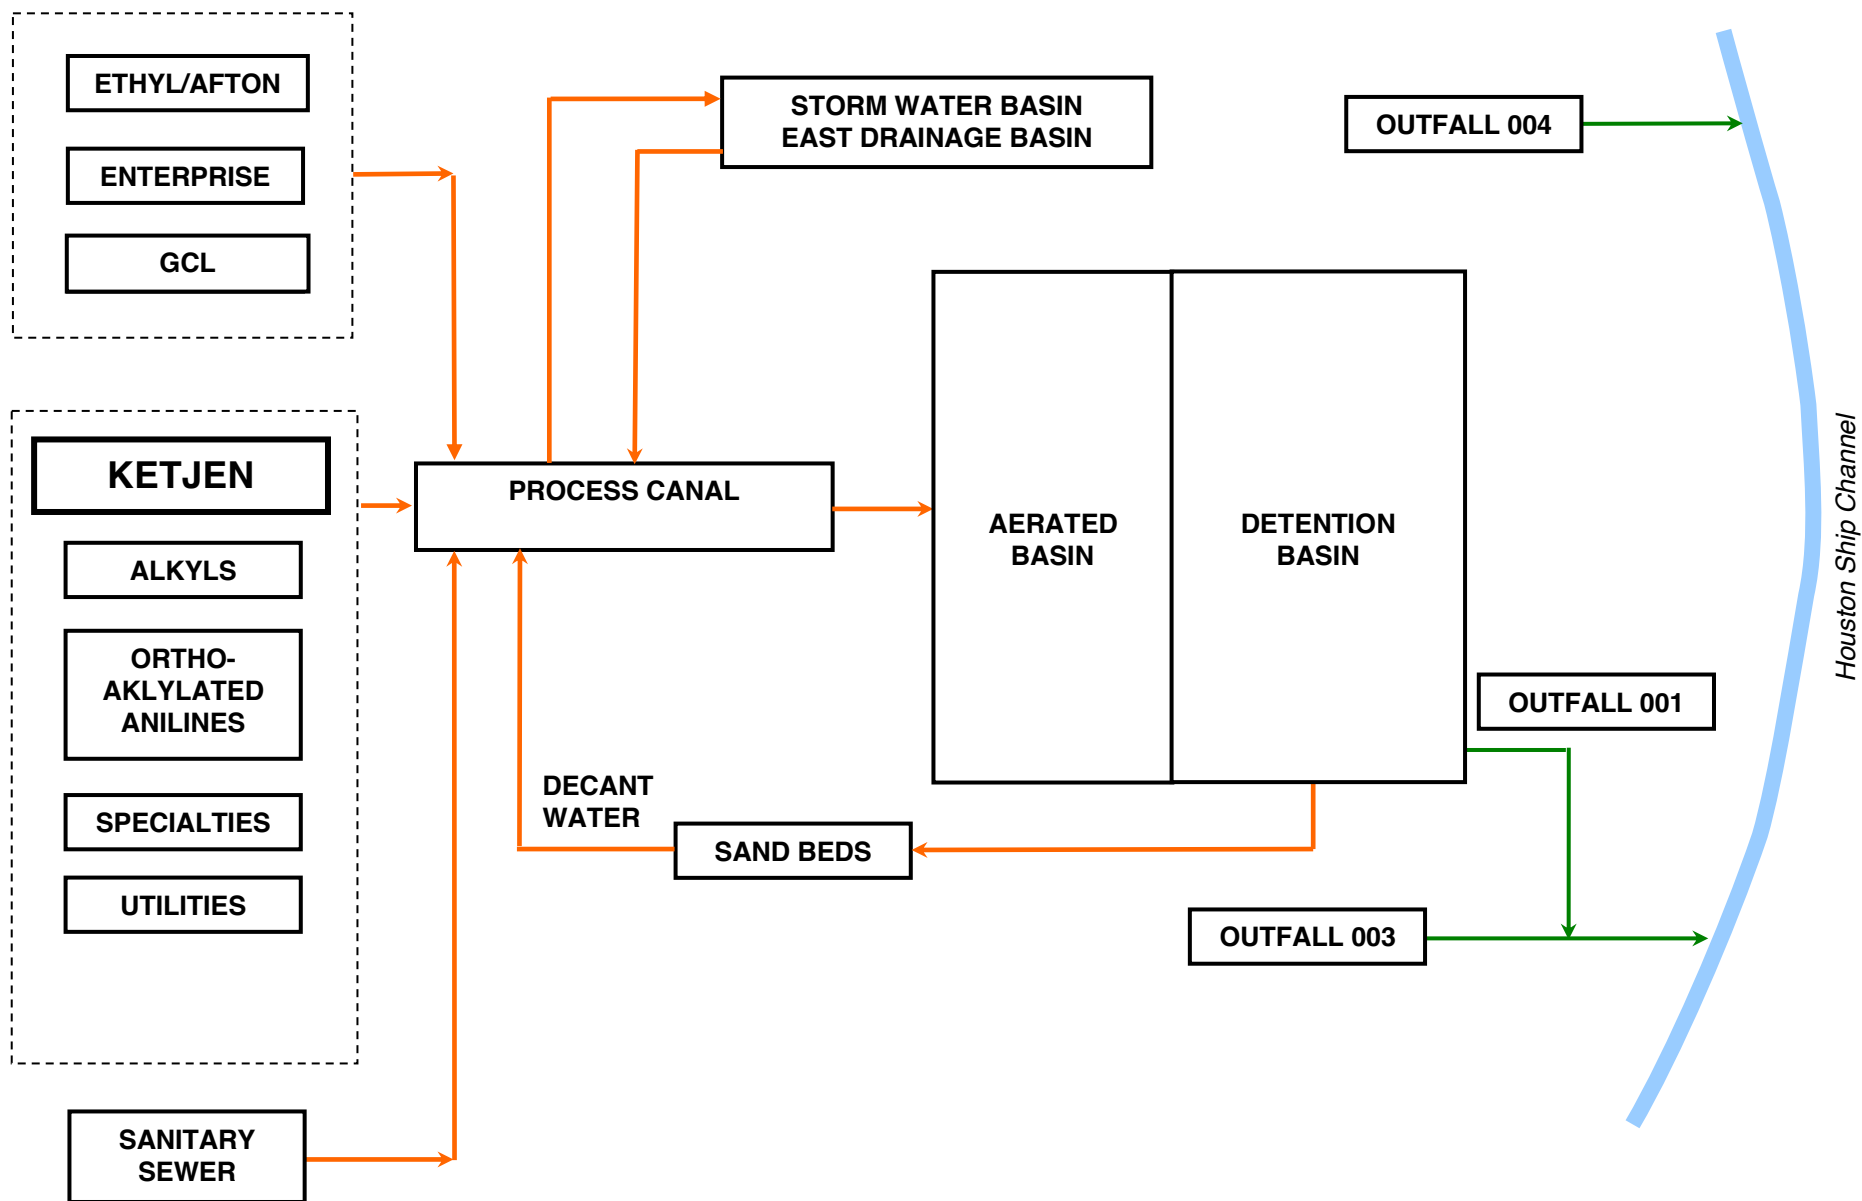 ETHYL/AFTON
ENTERPRISE
GCL
STORM WATER BASIN
EAST DRAINAGE BASIN
OUTFALL 004
KETJEN
ALKYLS
ORTHO-
AKLYLATED
ANILINES
SPECIALTIES
UTILITIES
SANITARY
SEWER
PROCESS CANAL
AERATED
BASIN
DETENTION
BASIN
DECANT
WATER
SAND BEDS
OUTFALL 001
OUTFALL 003
Houston Ship Channel